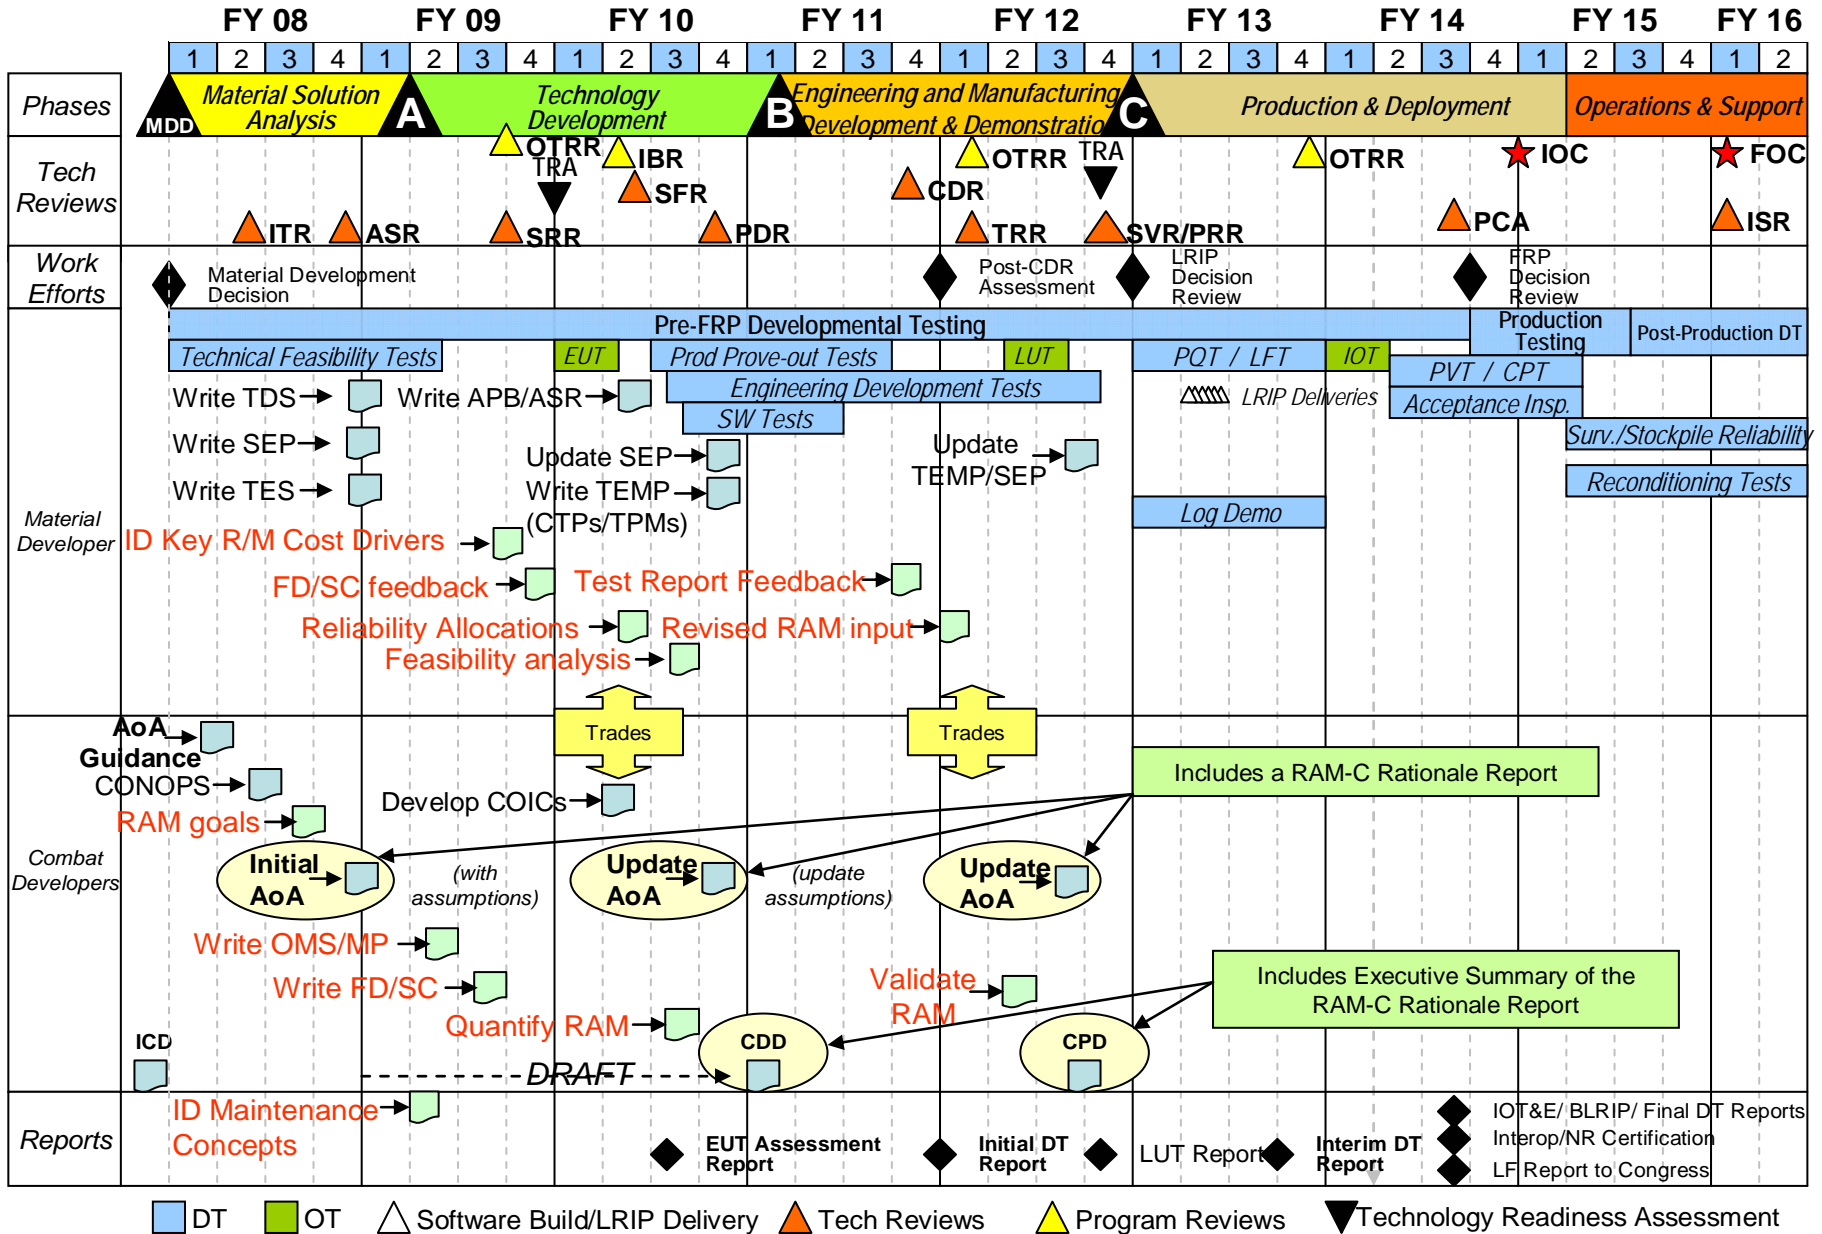 FY 08 FY 09 FY 10 FY 11 FY 12 FY 13 FY 14 FY 15 FY 16
1 2 3 4 1 2 3 4 1 2 3 4 1 2 3 4 1 2 3 4 1 2 3 4 1 2 3 4 1 2 3 4 1 2
Phases
MDD
Material Solution
Analysis
A
Technology
Development
B
Engineering and Manufacturing
Development & Demonstratio
C
Production & Deployment
Operations & Support
Tech
Reviews
OTRR
TRA
IBR
SFR
CDR
OTRR
TRA
OTRR
IOC
FOC
ITR
ASR
SRR
PDR
TRR
SVR/PRR
PCA
ISR
Work
Efforts
Material Development
Decision
Post-CDR
Assessment
LRIP
Decision
Review
FRP
Decision
Review
Material
Developer
Pre-FRP Developmental Testing
Production
Testing
Post-Production DT
Technical Feasibility Tests
EUT
Prod Prove-out Tests
LUT
PQT / LFT
IOT
PVT / CPT
Engineering Development Tests
Write TDS
Write APB/ASR
LRIP Deliveries
Acceptance Insp.
SW Tests
Write SEP
Update SEP
Update
TEMP/SEP
Surv./Stockpile Reliability
Write TES
Write TEMP
(CTPs/TPMs)
Reconditioning Tests
Log Demo
ID Key R/M Cost Drivers
FD/SC feedback
Test Report Feedback
Reliability Allocations
Revised RAM input
Feasibility analysis
Trades
Trades
Combat
Developers
AoA
Guidance
CONOPS
RAM goals
Develop COICs
Includes a RAM-C Rationale Report
Initial
AoA
(with
assumptions)
Update
AoA
(update
assumptions)
Update
AoA
Write OMS/MP
Write FD/SC
Validate
RAM
Quantify RAM
Includes Executive Summary of the
RAM-C Rationale Report
ICD
DRAFT
CDD
CPD
Reports
ID Maintenance
Concepts
EUT Assessment
Report
Initial DT
Report
LUT Report
Interim DT
Report
IOT&E/ BLRIP/ Final DT Reports
Interop/NR Certification
LF Report to Congress
DT
OT
Software Build/LRIP Delivery
Tech Reviews
Program Reviews
Technology Readiness Assessment